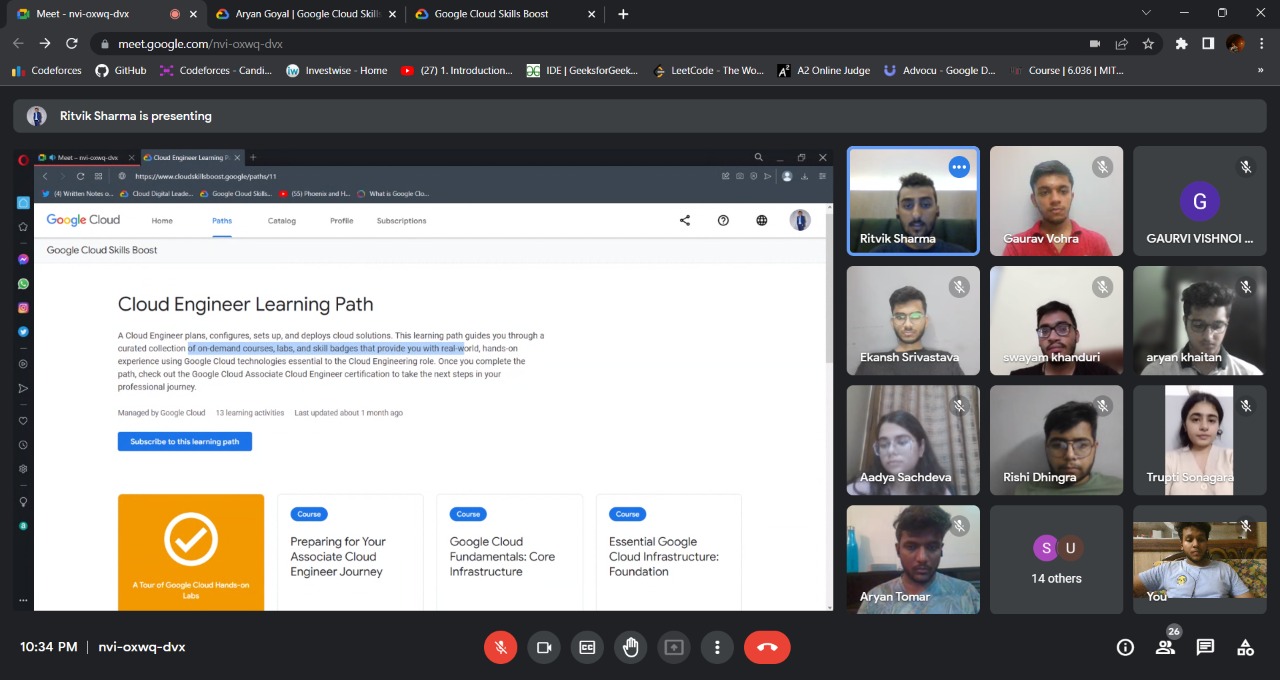 Meet - nvi-oxwq-dvx
Aryan Goyal | Google Cloud Skills
Google Cloud Skills Boost
meet.google.com/nvi-oxwq-dvx
Codeforces
GitHub
Codeforces - Candi...
Investwise - Home
(27) 1. Introduction...
IDE | GeeksforGeek...
LeetCode - The Wo...
A2 Online Judge
Advocu - Google D...
Course | 6.036 | MIT...
»
Ritvik Sharma is presenting
Meet – nvi-oxwq-dvx
Cloud Engineer Learning P
https://www.cloudskillsboost.google/paths/11
(4) Written Notes o...
Cloud Digital Leade...
Google Cloud Skills...
(55) Phoenix and H...
What is Google Clo...
Google Cloud
Home
Paths
Catalog
Profile
Subscriptions
Google Cloud Skills Boost
Cloud Engineer Learning Path
A Cloud Engineer plans, configures, sets up, and deploys cloud solutions. This learning path guides you through a
curated collection of on-demand courses, labs, and skill badges that provide you with real-world, hands-on
experience using Google Cloud technologies essential to the Cloud Engineering role. Once you complete the
path, check out the Google Cloud Associate Cloud Engineer certification to take the next steps in your
professional journey.
Managed by Google Cloud 13 learning activities Last updated about 1 month ago
Subscribe to this learning path
A Tour of Google Cloud Hands-on
Labs
Course
Preparing for Your
Associate Cloud
Engineer Journey
Course
Google Cloud
Fundamentals: Core
Infrastructure
Course
Essential Google
Cloud Infrastructure:
Foundation
Ritvik Sharma
Gaurav Vohra
G
GAURVI VISHNOI ...
Ekansh Srivastava
swayam khanduri
aryan khaitan
Aadya Sachdeva
Rishi Dhingra
Trupti Sonagara
Aryan Tomar
S U
14 others
You
10:34 PM | nvi-oxwq-dvx
26